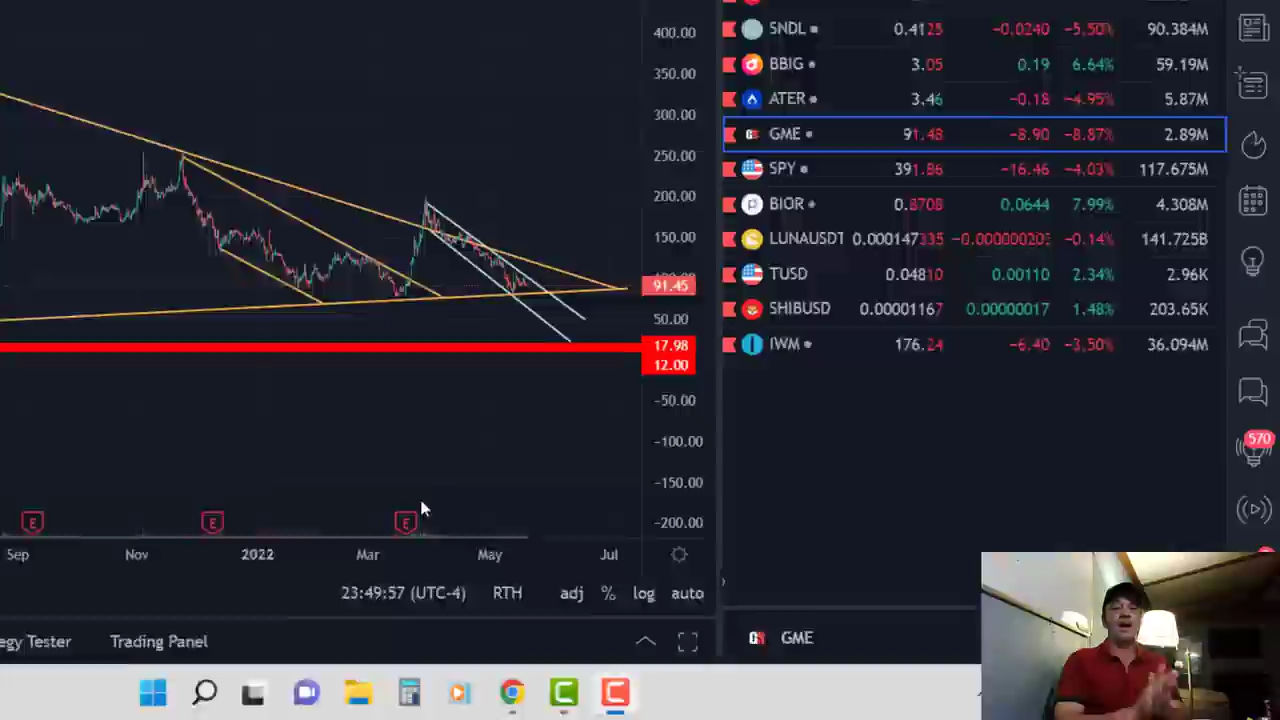 400.00
350.00
300.00
250.00
200.00
150.00
91.45
50.00
17.98
12.00
-50.00
-100.00
-150.00
-200.00
E E E
Sep Nov 2022 Mar May Jul
23:49:57 (UTC-4) RTH adj % log auto
egy Tester Trading Panel
SNDL 0.4125 -0.0240 -5.50% 90.384M
BBIG 3.05 0.19 6.64% 59.19M
ATER 3.46 -0.18 -4.95% 5.87M
GME 91.48 -8.90 -8.87% 2.89M
SPY 391.86 -16.46 -4.03% 117.675M
BIOR 0.8708 0.0644 7.99% 4.308M
LUNAUSDT 0.000147335 -0.14% 141.725B
TUSD 0.04810 0.00110 2.34% 2.96K
SHIBUSD 0.00001167 0.00000017 1.48% 203.65K
IWM 176.24 -6.40 -3.50% 36.094M
570
GME